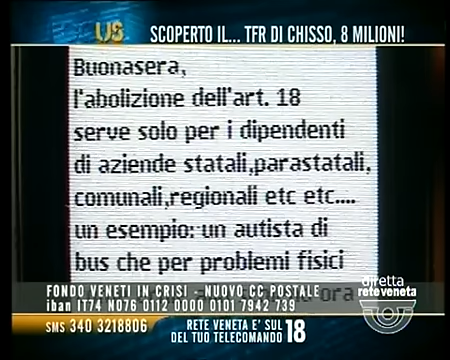 US SCOPERTO IL... TFR DI CHISSO, 8 MILIONI!
Buonasera,
l'abolizione dell'art. 18
serve solo per i dipendenti
di aziende statali,parastatali,
comunali,regionali etc etc....
un esempio: un autista di
bus che per problemi fisici
ora
FONDO VENETI IN CRISI - NUOVO CC POSTALE
iban IT74 N076 0112 0000 0101 7942 739
diretta
reteveneta
SMS 340 3218806
RETE VENETA E' SUL
DEL TUO TELECOMANDO 18